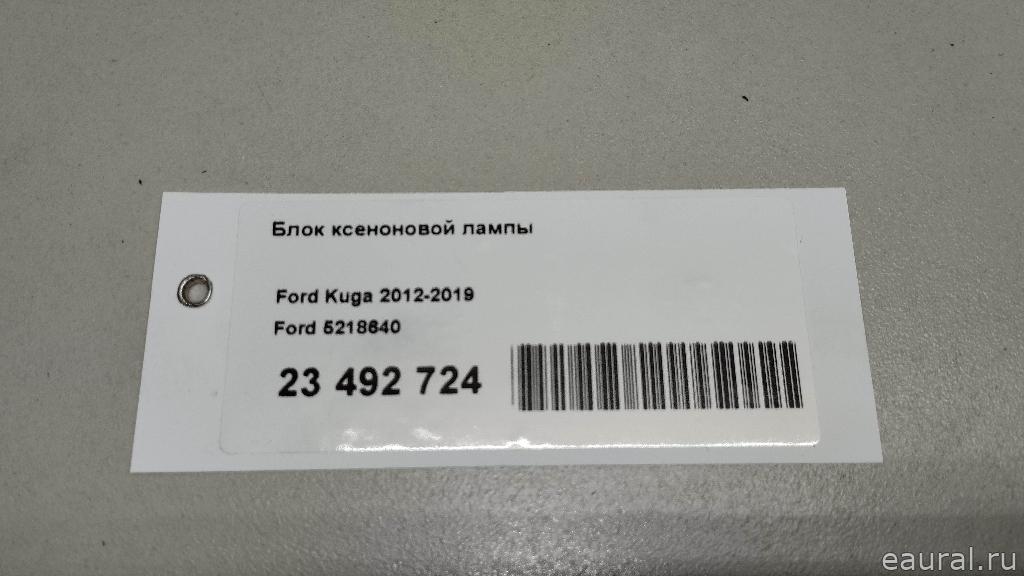 Блок ксеноновой лампы
Ford Kuga 2012-2019
Ford 5218640
23 492 724
eaural.ru